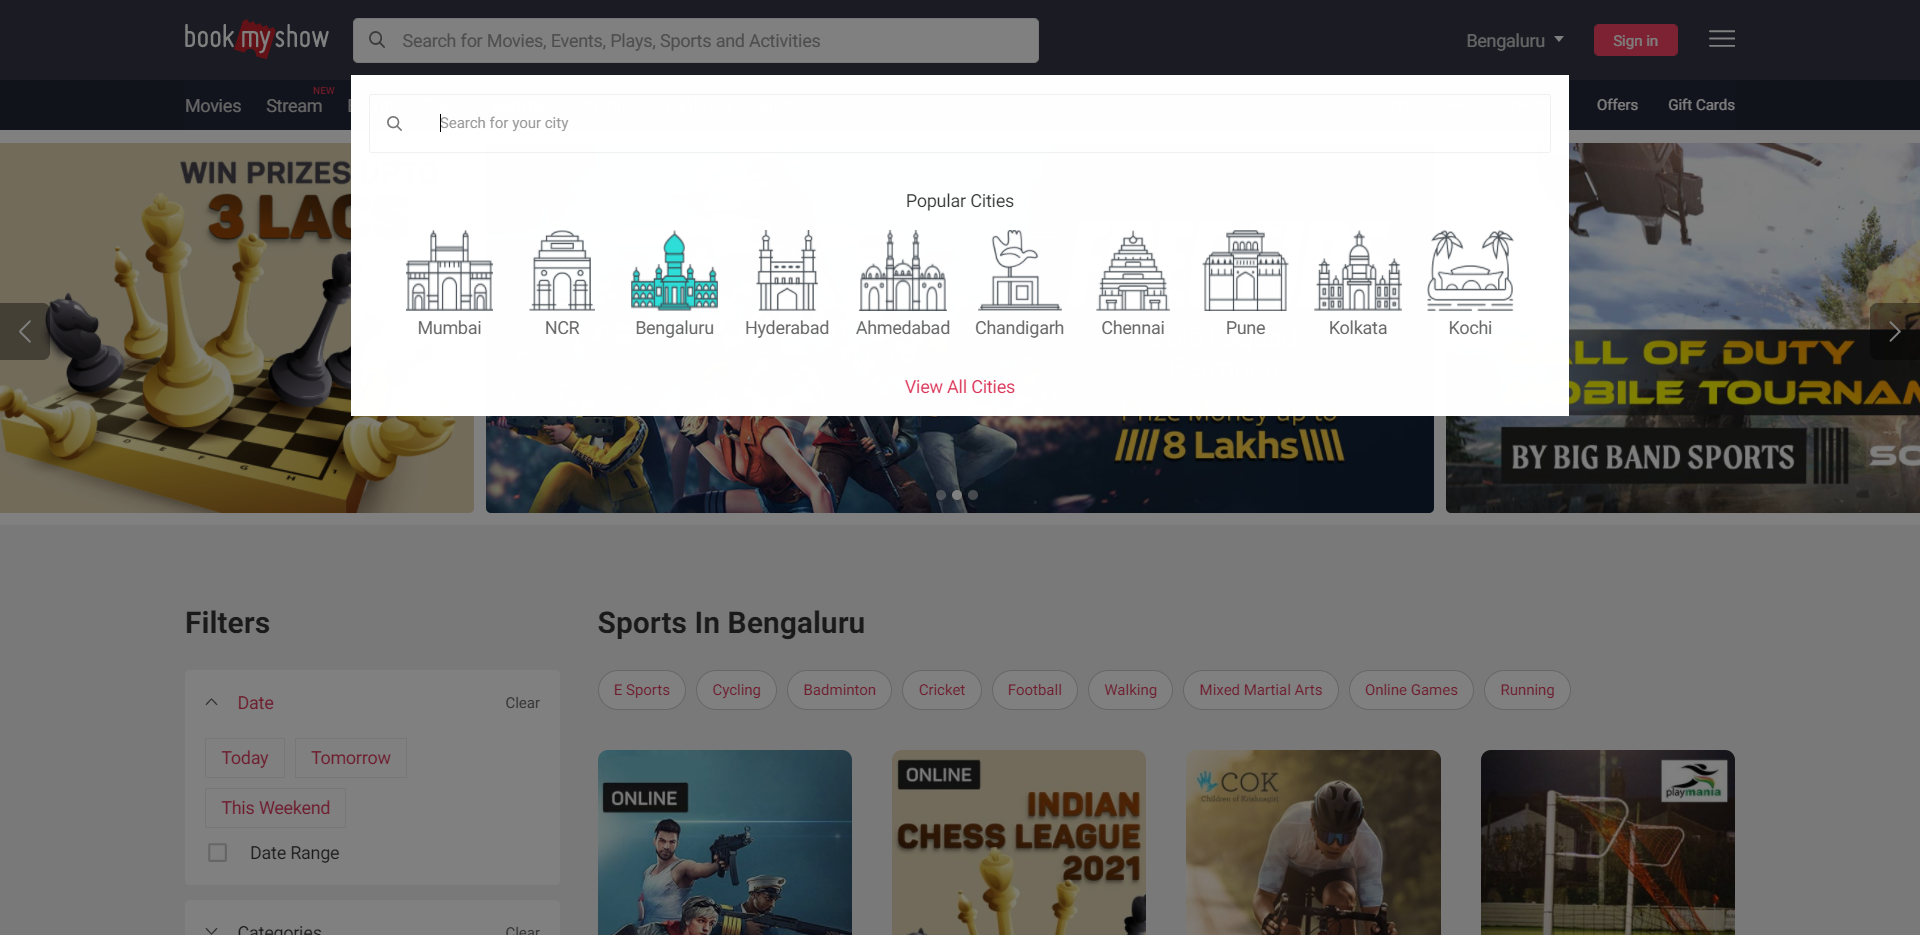 book my show
Search for Movies, Events, Plays, Sports and Activities
Bengaluru
Sign in
Movies
Stream
NEW
Offers
Gift Cards
Search for your city
Popular Cities
Mumbai
NCR
Bengaluru
Hyderabad
Ahmedabad
Chandigarh
Chennai
Pune
Kolkata
Kochi
View All Cities
WIN PRIZES
3 LAC
Prize Money up to
8 Lakhs
ALL OF DUTY
OBILE TOURNAM
BY BIG BAND SPORTS
SC
Filters
Date
Clear
Today
Tomorrow
This Weekend
Date Range
Categories
Clear
Sports In Bengaluru
E Sports
Cycling
Badminton
Cricket
Football
Walking
Mixed Martial Arts
Online Games
Running
ONLINE
ONLINE
INDIAN
CHESS LEAGUE
2021
COK
Children of Krishnagiri
playmania